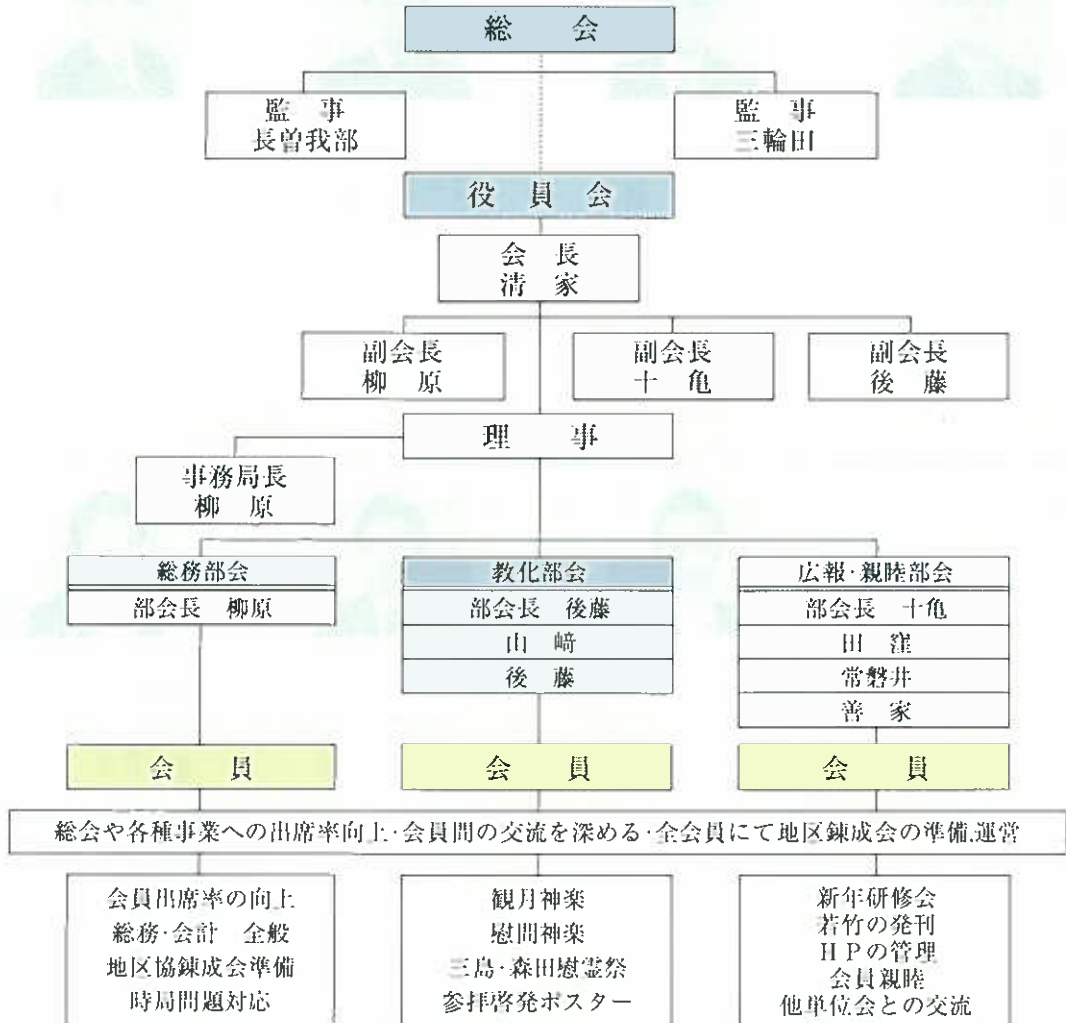 総　会
監　事
長曽我部
監　事
三輪田
役　員　会
会　長
清　家
副会長
柳　原
副会長
十　亀
副会長
後　藤
理　事
事務局長
柳　原
総務部会
部会長　柳原
教化部会
部会長　後藤
山　﨑
後　藤
広報・親睦部会
部会長　十亀
田　窪
常磐井
善　家
会　員
会　員
会　員
総会や各種事業への出席率向上・会員間の交流を深める・全会員にて地区錬成会の準備､運営
会員出席率の向上
総務・会計　全般
地区協錬成会準備
時局問題対応
観月神楽
慰問神楽
三島・森田慰霊祭
参拝啓発ポスター
新年研修会
若竹の発刊
ＨＰの管理
会員親睦
他単位会との交流